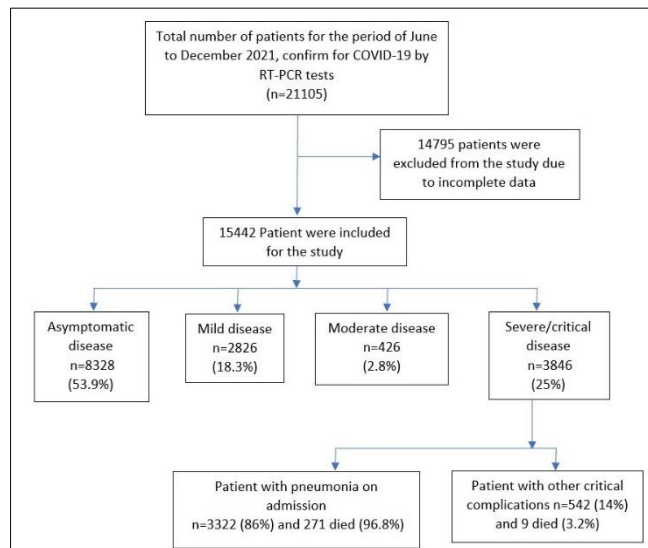 Total number of patients for the period of June
to December 2021, confirm for COVID-19 by
RT-PCR tests
(n=21105)
14795 patients were
excluded from the study due
to incomplete data
15442 Patient were included
for the study
Asymptomatic
disease
n=8328
(53.9%)
Mild disease
n=2826
(18.3%)
Moderate disease
n=426
(2.8%)
Severe/critical
disease
n=3846
(25%)
Patient with pneumonia on
admission
n=3322 (86%) and 271 died (96.8%)
Patient with other critical
complications n=542 (14%)
and 9 died (3.2%)